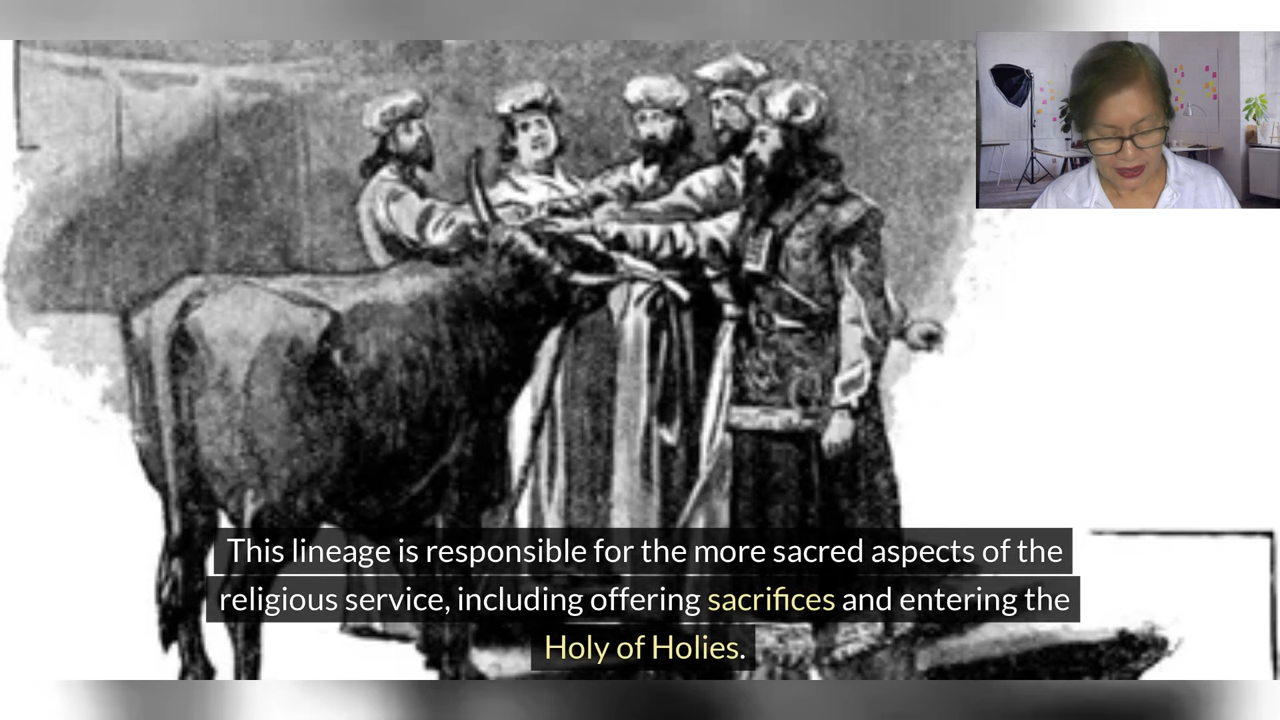 This lineage is responsible for the more sacred aspects of the
religious service, including offering sacrifices and entering the
Holy of Holies.